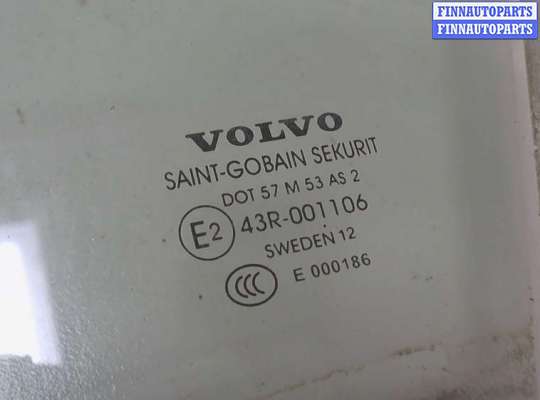 FINNAUTOPARTS
FINNAUTOPARTS
VOLVO
SAINT-GOBAIN SEKURIT
DOT 57 M 53 AS 2
E2 43R-001106
SWEDEN 12
CCC E 000186